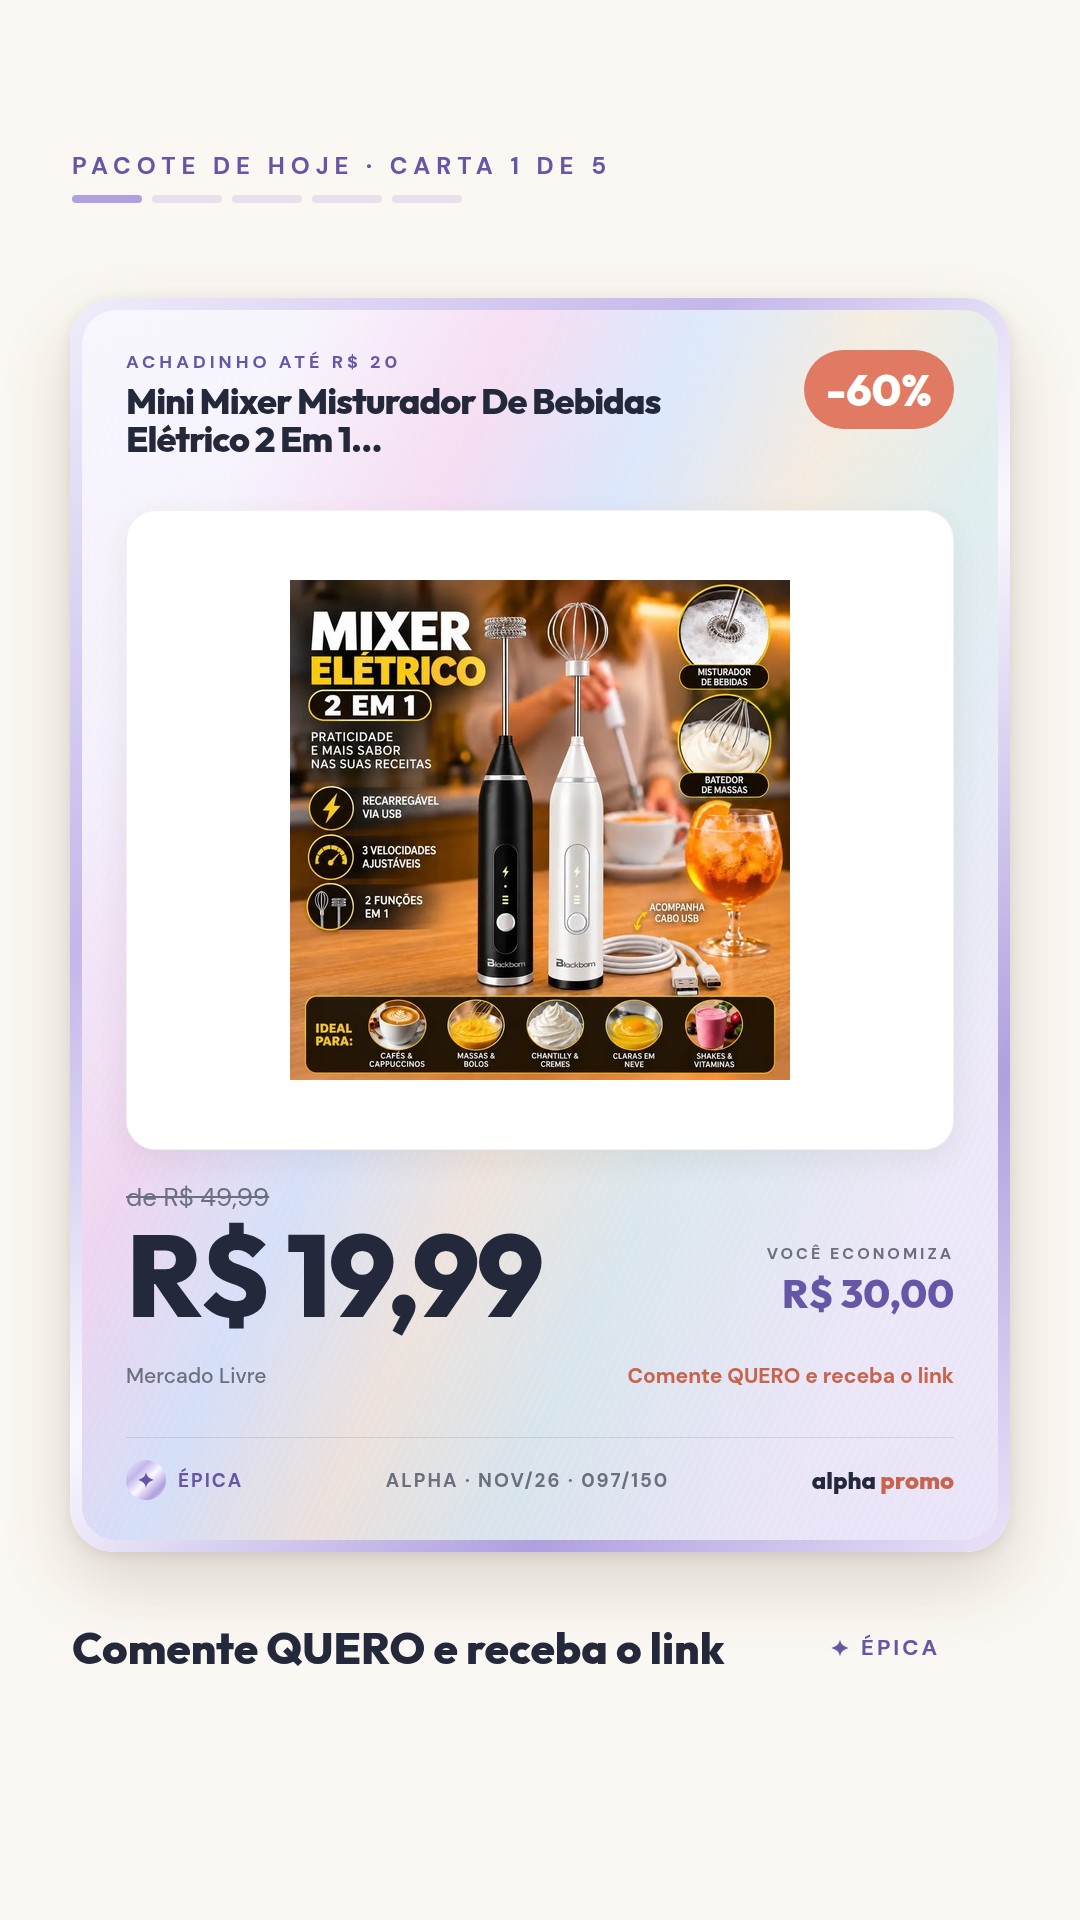 PACOTE DE HOJE · CARTA 1 DE 5
ACHADINHO ATÉ R$ 20
Mini Mixer Misturador De Bebidas
Elétrico 2 Em 1...
-60%
MIXER
ELÉTRICO
2 EM 1
PRATICIDADE
E MAIS SABOR
NAS SUAS RECEITAS
RECARREGÁVEL
VIA USB
3 VELOCIDADES
AJUSTÁVEIS
2 FUNÇÕES
EM 1
MISTURADOR
DE BEBIDAS
BATEDOR
DE MASSAS
ACOMPANHA
CABO USB
Blackborn
Blackborn
IDEAL
PARA:
CAFÉS &
CAPPUCCINOS
MASSAS &
BOLOS
CHANTILLY &
CREMES
CLARAS EM
NEVE
SHAKES &
VITAMINAS
de R$ 49,99
R$ 19,99
VOCÊ ECONOMIZA
R$ 30,00
Mercado Livre
Comente QUERO e receba o link
ÉPICA
ALPHA · NOV/26 · 097/150
alpha promo
Comente QUERO e receba o link
✦ ÉPICA